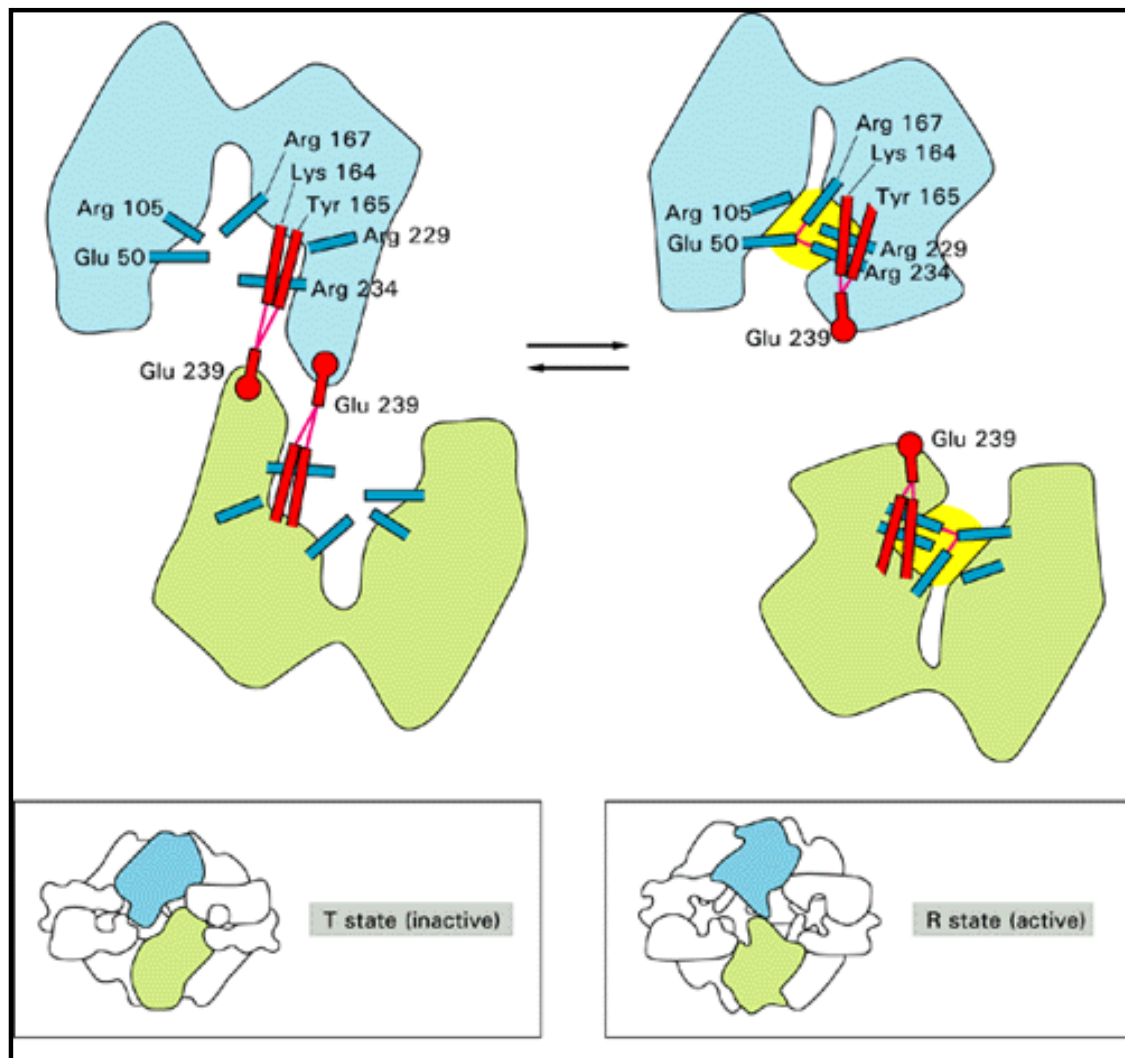 Arg 167
Lys 164
Tyr 165
Arg 105
Arg 229
Glu 50
Arg 234
Glu 239
Glu 239
Arg 167
Lys 164
Tyr 165
Arg 105
Glu 50
Arg 229
Arg 234
Glu 239
Glu 239
T state (inactive)
R state (active)